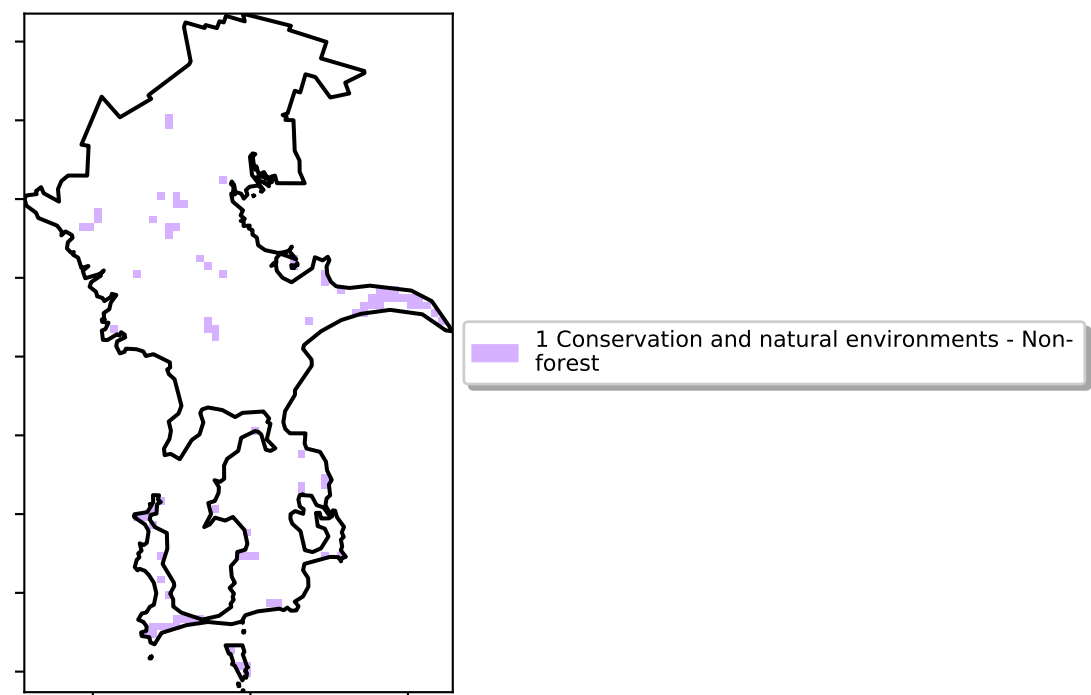 1 Conservation and natural environments - Non-
forest